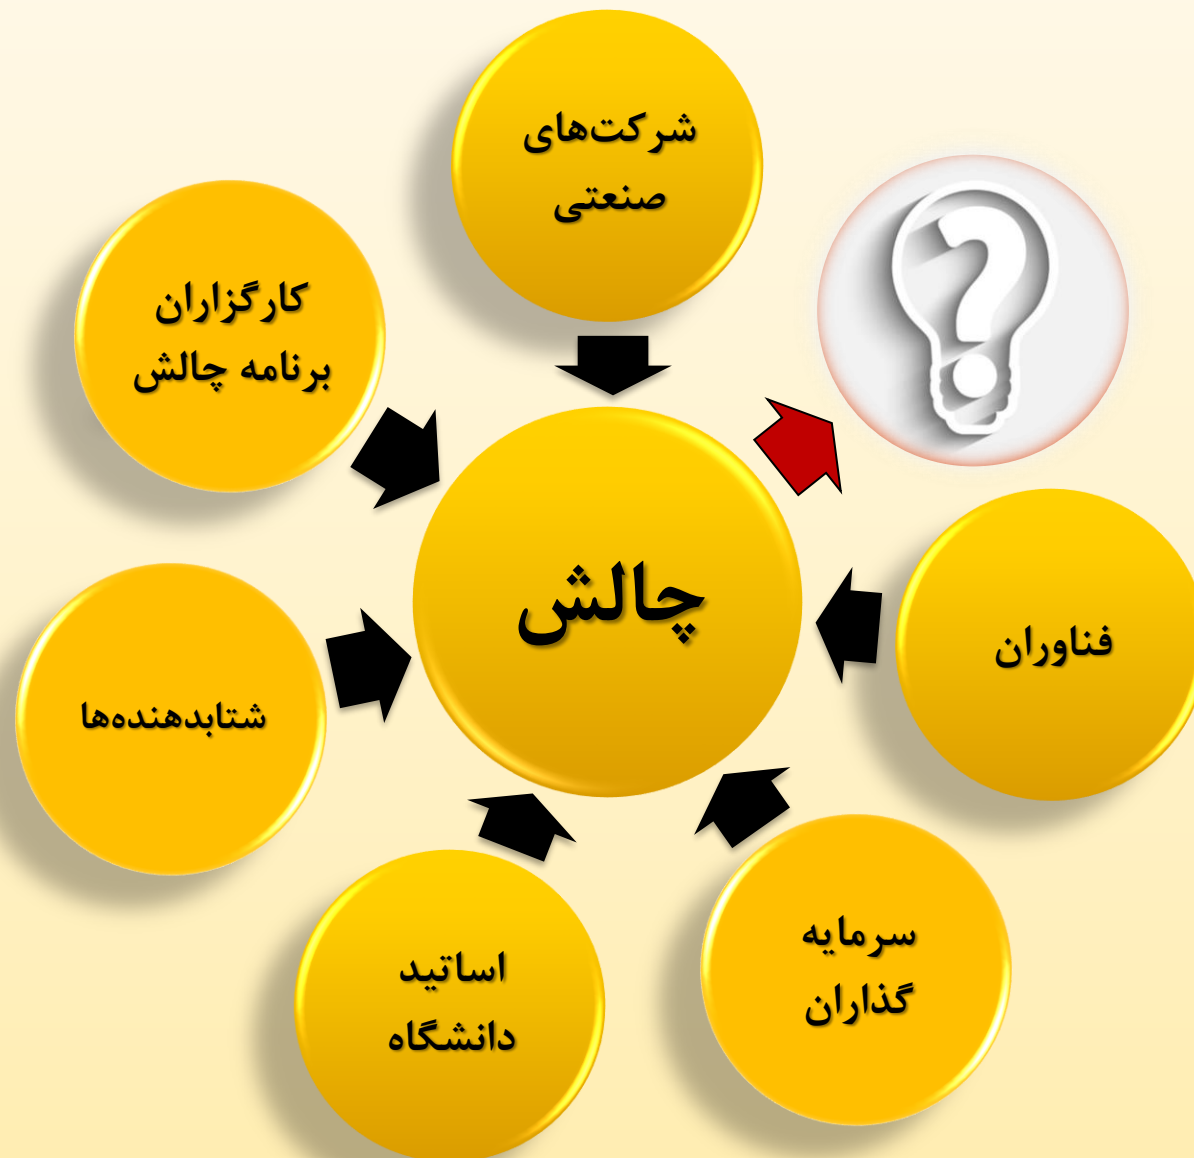 شرکت‌های
صنعتی
کارگزاران
برنامه چالش
چالش
فناوران
شتابدهنده‌ها
سرمایه
گذاران
اساتید
دانشگاه